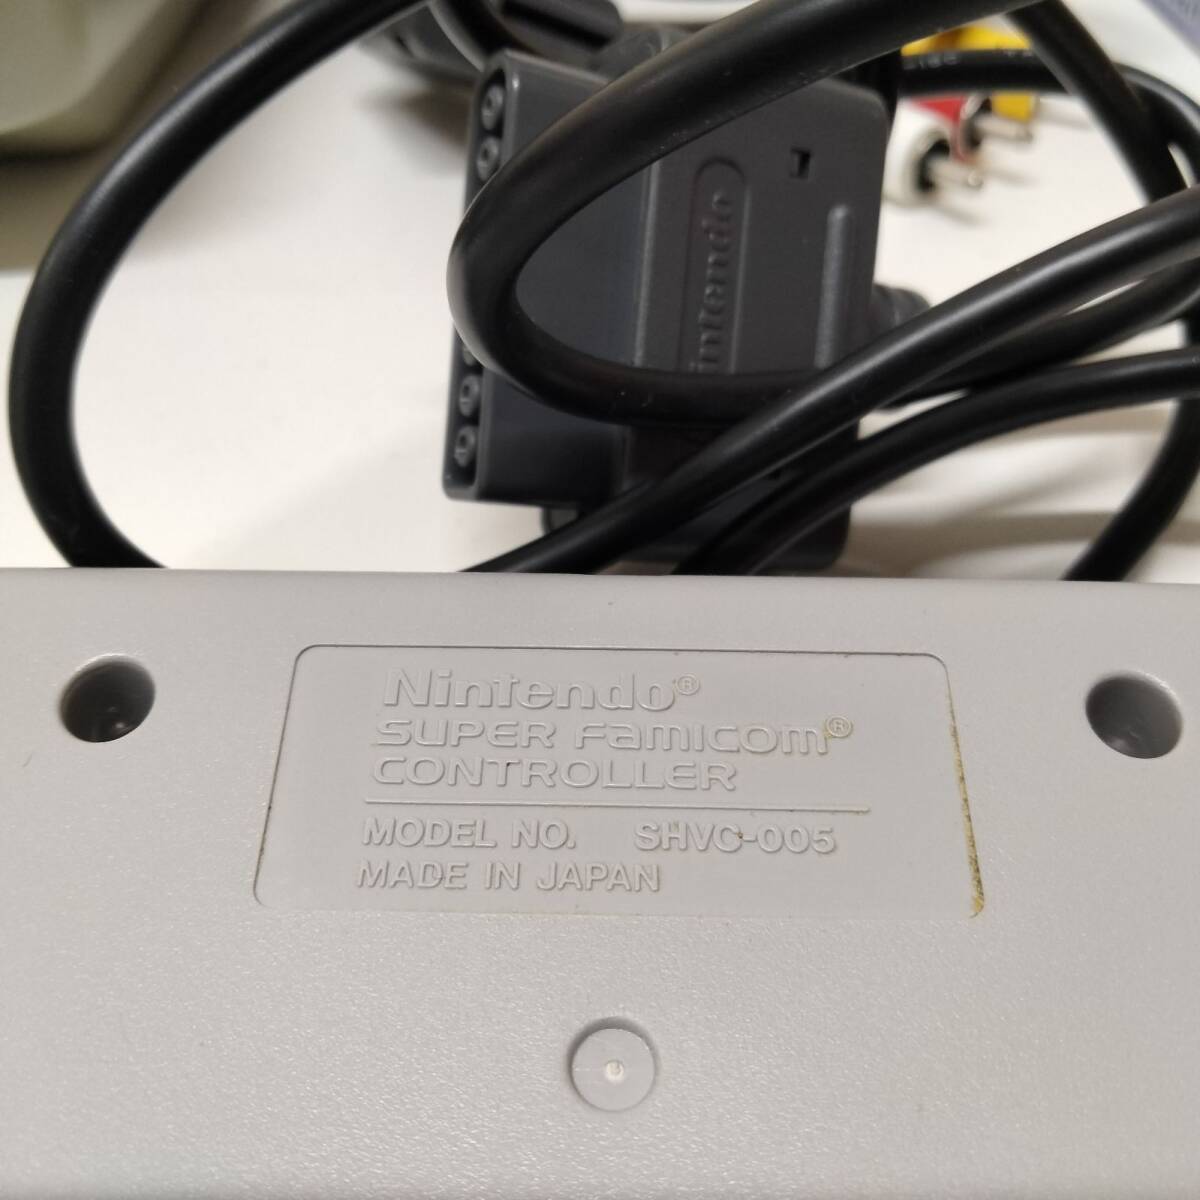 Nintendo
Nintendo®
SUPER Famicom®
CONTROLLER
MODEL NO. SHVC-005
MADE IN JAPAN